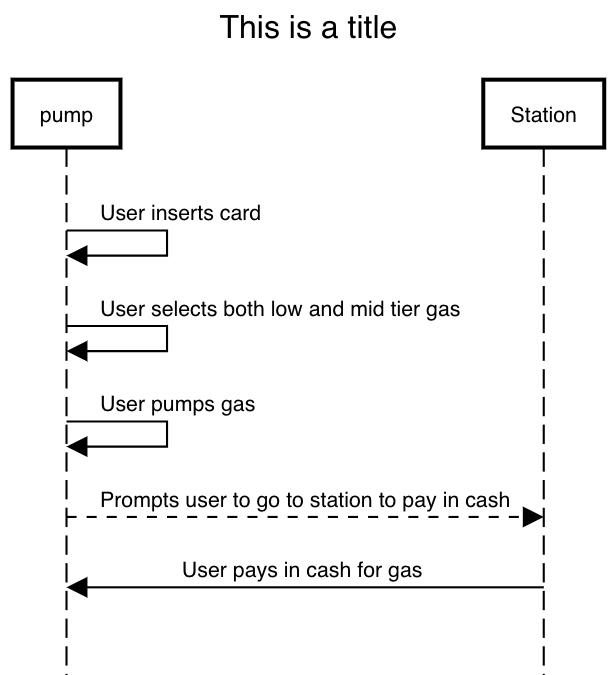 This is a title
pump
Station
User inserts card
User selects both low and mid tier gas
User pumps gas
Prompts user to go to station to pay in cash
User pays in cash for gas